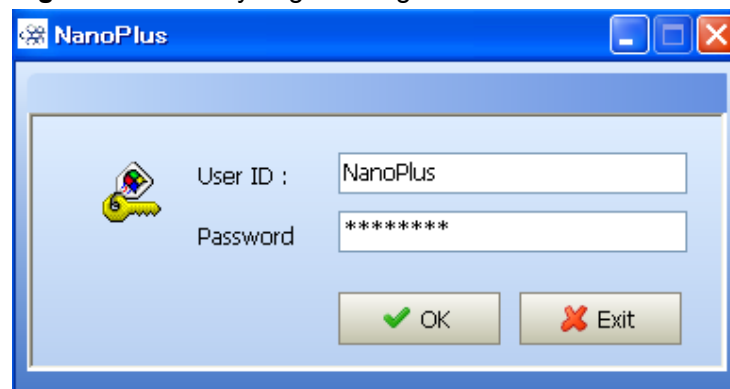 NanoPlus
User ID :
NanoPlus
Password
********
OK
Exit